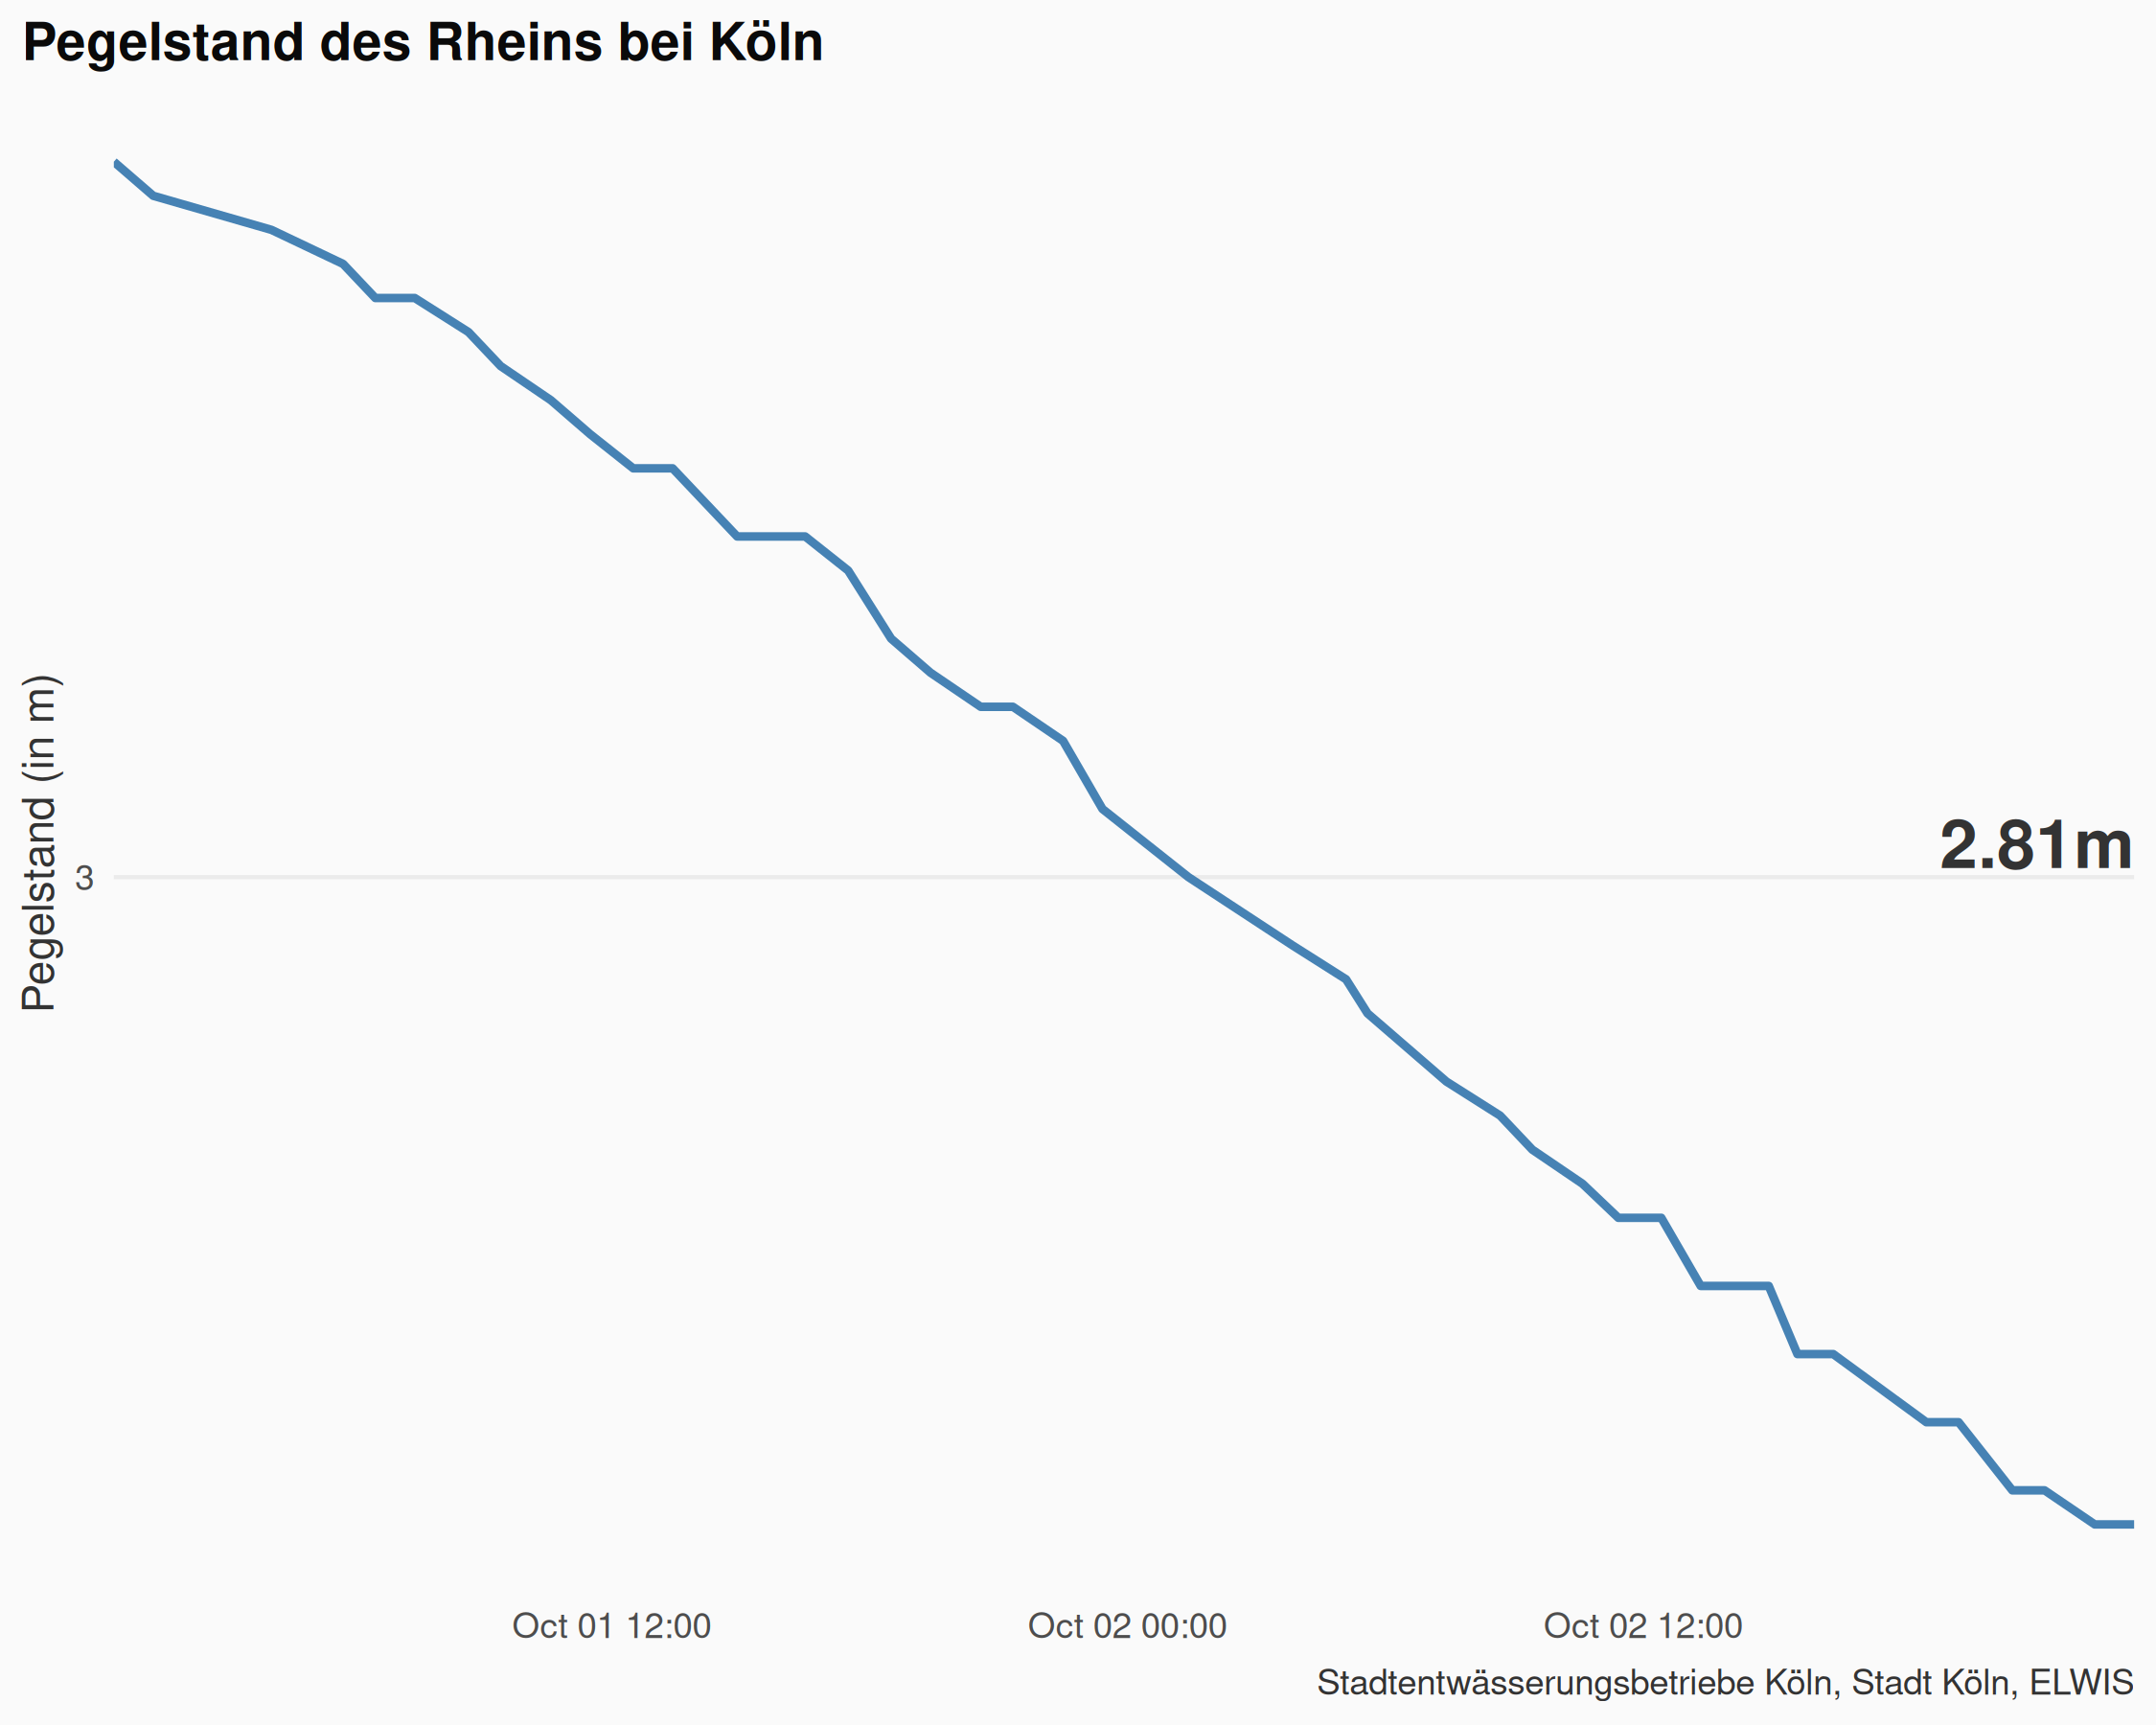 Pegelstand des Rheins bei Köln
Pegelstand (in m)
3
2.81m
Oct 01 12:00
Oct 02 00:00
Oct 02 12:00
Stadtentwässerungsbetriebe Köln, Stadt Köln, ELWIS